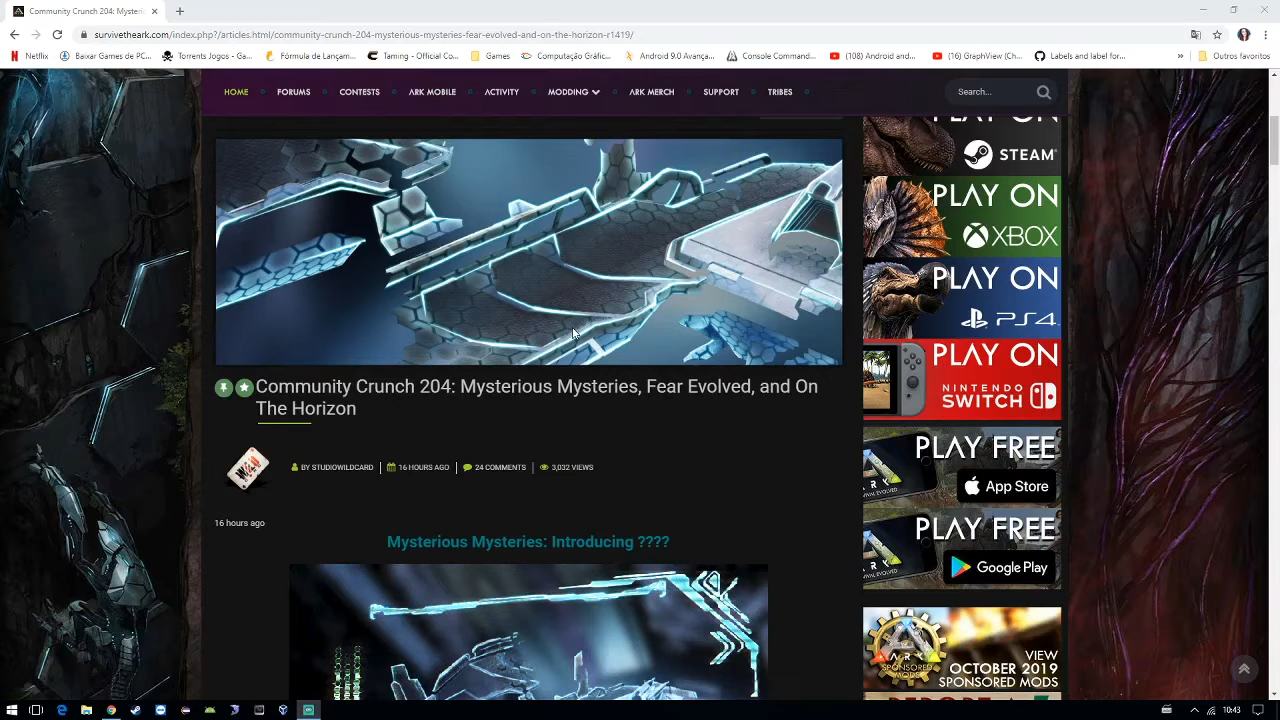 Community Crunch 204: Mysteri
survivetheark.com/index.php?/articles.html/community-crunch-204-mysterious-mysteries-fear-evolved-and-on-the-horizon-r1419/
Netflix
Baixar Games de PC...
Torrents Jogos - Ga...
Fórmula de Lançam...
Taming - Official Co...
Games
Computação Gráfic...
Android 9.0 Avança...
Console Command...
(108) Android and...
(16) GraphView (Ch...
Labels and label for...
»
Outros favoritos
HOME
FORUMS
CONTESTS
ARK MOBILE
ACTIVITY
MODDING
ARK MERCH
SUPPORT
TRIBES
Search...
PLAY ON
STEAM
PLAY ON
XBOX
PLAY ON
PS4
PLAY ON
NINTENDO
SWITCH
Community Crunch 204: Mysterious Mysteries, Fear Evolved, and On
The Horizon
BY STUDIOWILDCARD
16 HOURS AGO
24 COMMENTS
3,032 VIEWS
16 hours ago
Mysterious Mysteries: Introducing ????
PLAY FREE
App Store
PLAY FREE
Google Play
ARK
SPONSORED
MODS
VIEW
OCTOBER 2019
SPONSORED MODS
10:43